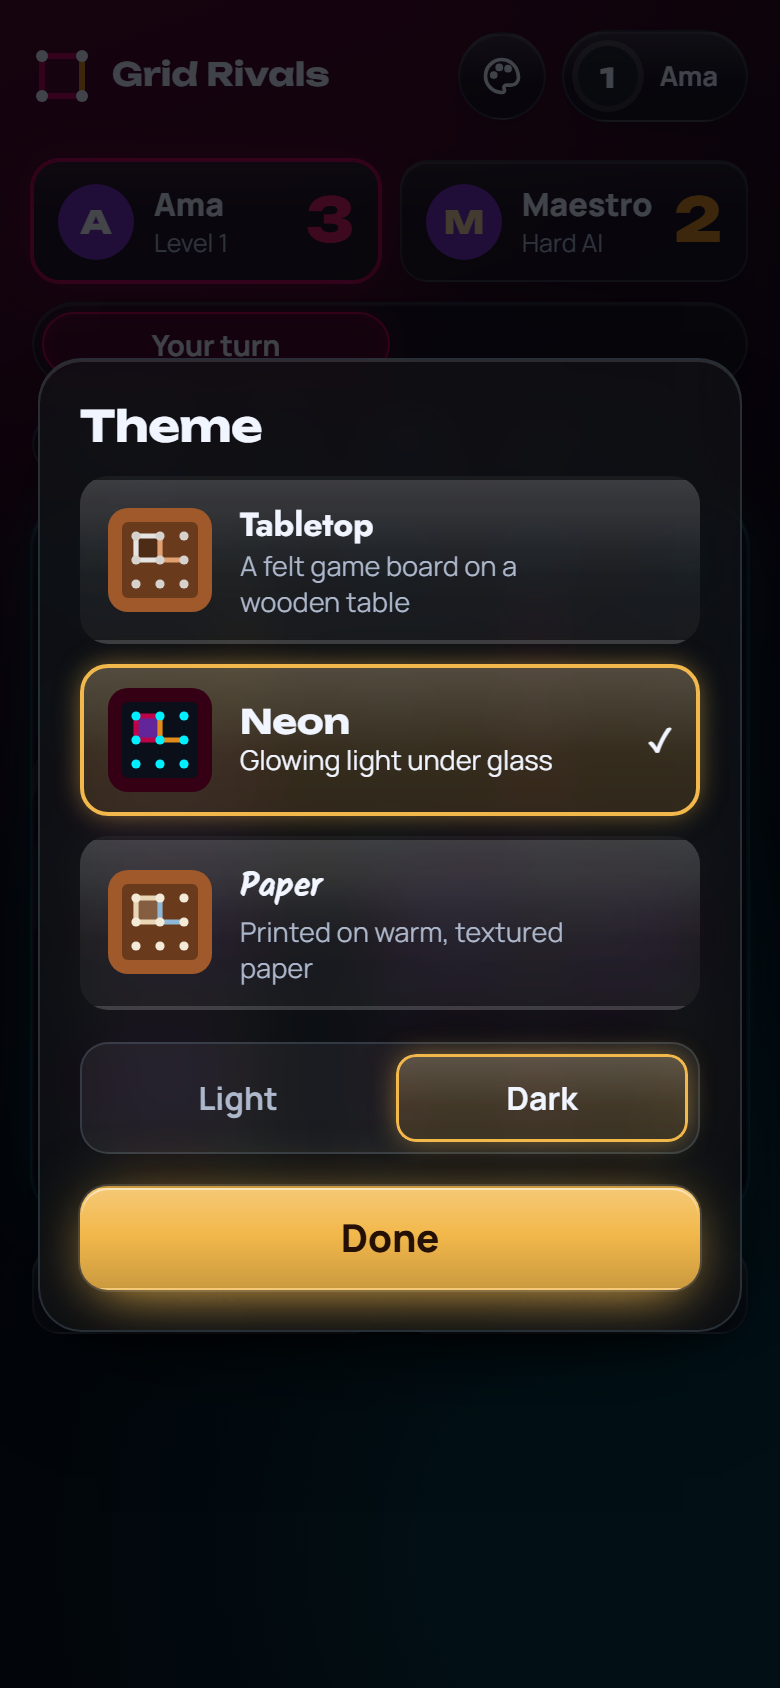 Grid Rivals
1 Ama
A Ama
Level 1
3
M Maestro
Hard AI
2
Your turn
Theme
Tabletop
A felt game board on a
wooden table
Neon
Glowing light under glass
Paper
Printed on warm, textured
paper
Light
Dark
Done